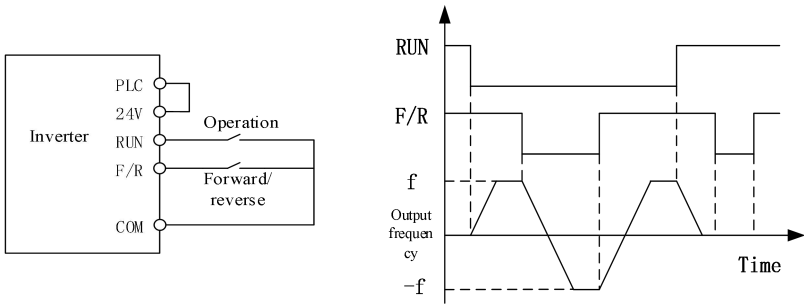 PLC
24V
Inverter
RUN
F/R
COM
Operation
Forward/
reverse
RUN
F/R
f
Output
frequen
cy
-f
Time